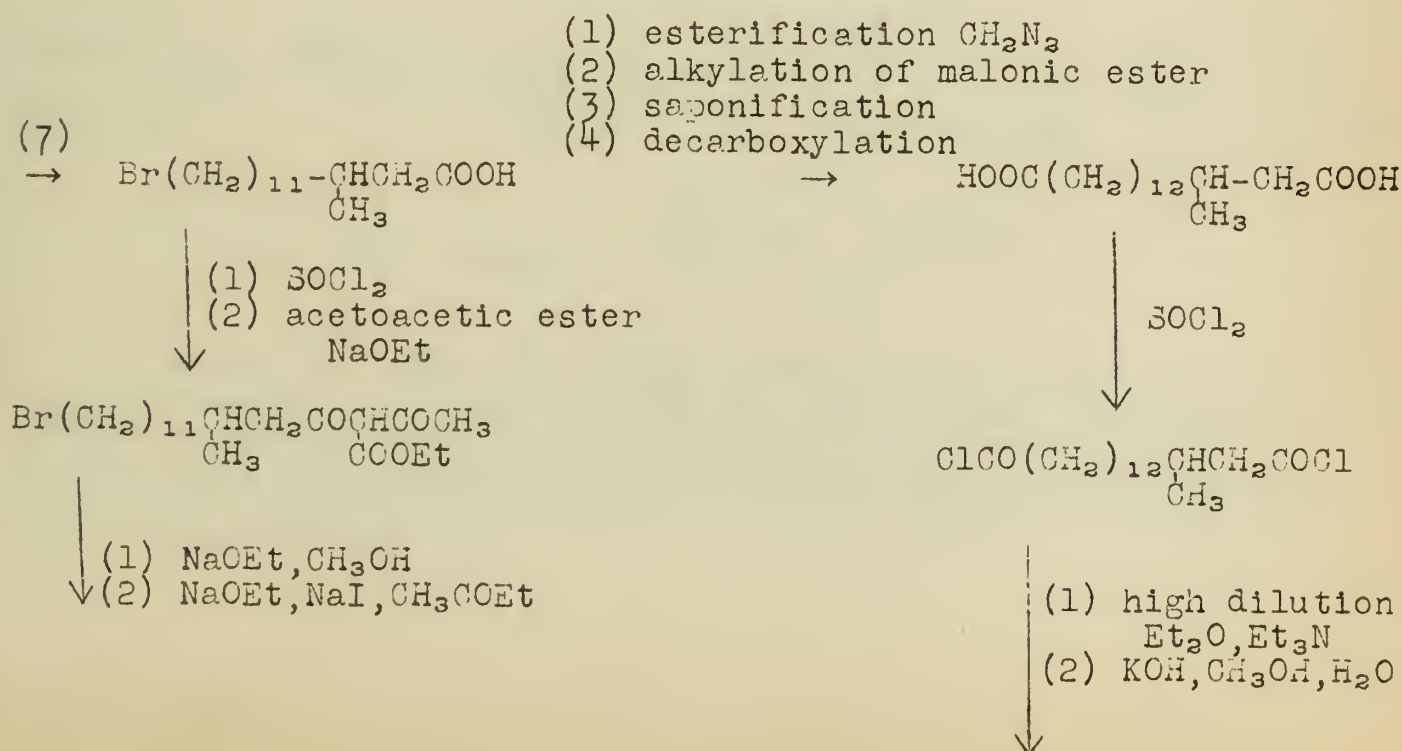 (1) esterification CH₂N₂
(2) alkylation of malonic ester
(3) saponification
(4) decarboxylation
(7)
→ Br(CH₂)₁₁-CHCH₂COOH → HOOC(CH₂)₁₂CH-CH₂COOH
CH₃ CH₃
(1) SOCl₂
(2) acetoacetic ester
NaOEt
SOCl₂
Br(CH₂)₁₁CHCH₂COCHCOCH₃
CH₃ COOEt
ClCO(CH₂)₁₂CHCH₂COCl
CH₃
(1) NaOEt,CH₃OH
(2) NaOEt,NaI,CH₃COEt
(1) high dilution
Et₂O,Et₃N
(2) KOH,CH₃OH,H₂O